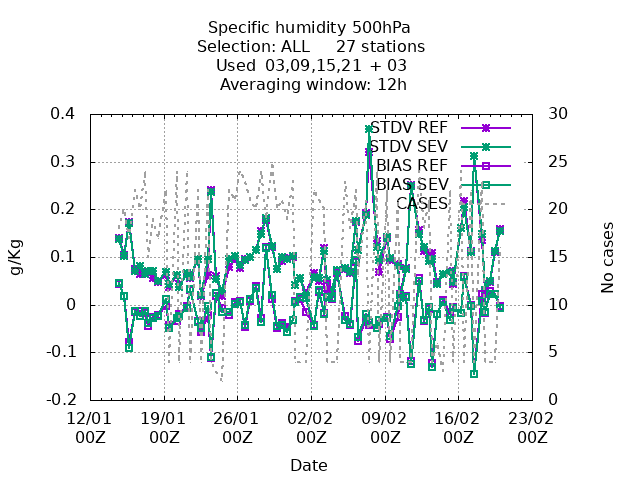 Specific humidity 500hPa
Selection: ALL 27 stations
Used 03,09,15,21 + 03
Averaging window: 12h
0.4 30
STDV REF
STDV SEV
0.3 25
BIAS REF
BIAS SEV
CASES
0.2 20
g/Kg
No cases
0.1 15
0 10
-0.1 5
-0.2 0
12/01 19/01 26/01 02/02 09/02 16/02 23/02
00Z 00Z 00Z 00Z 00Z 00Z 00Z
Date